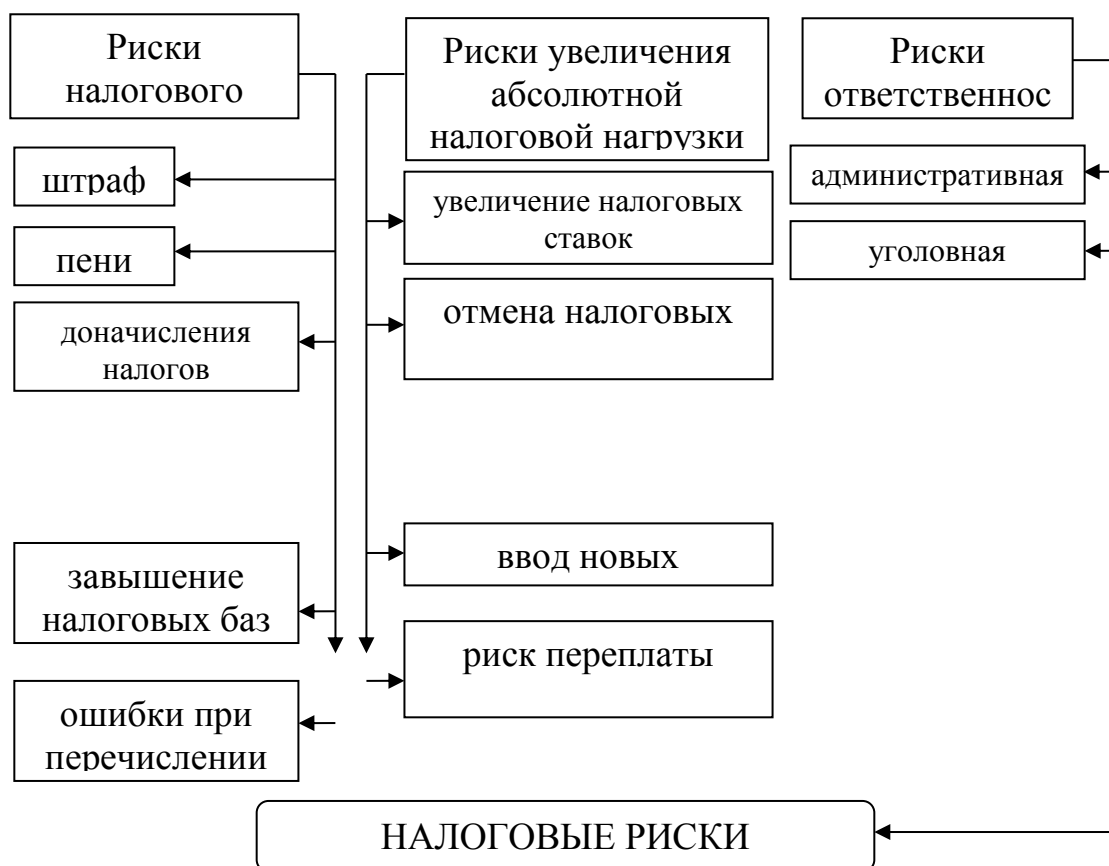 Риски
налогового
штраф
пени
доначисления
налогов
завышение
налоговых баз
ошибки при
перечислении
Риски увеличения
абсолютной
налоговой нагрузки
увеличение налоговых
ставок
отмена налоговых
ввод новых
риск переплаты
Риски
ответственнос
административная
уголовная
НАЛОГОВЫЕ РИСКИ